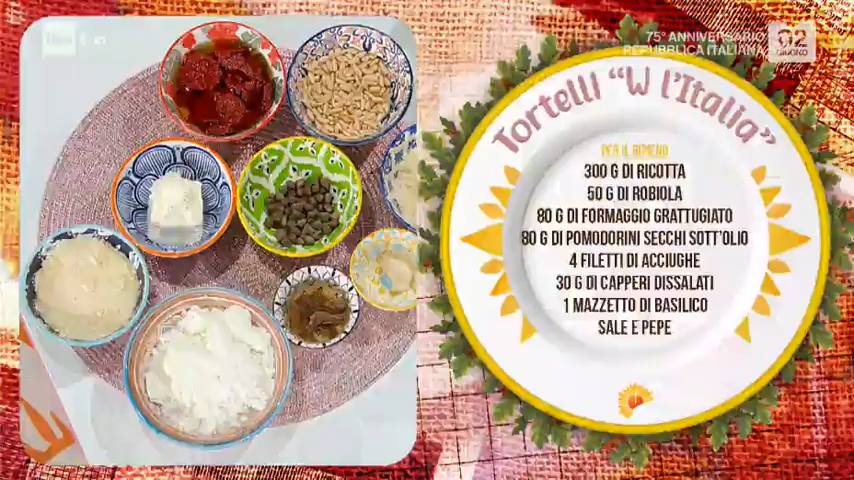 Rai 1
75° ANNIVERSARIO
REPUBBLICA ITALIANA
02
GIUGNO
Tortelli “W l’Italia”
PER IL RIPIENO
300 G DI RICOTTA
50 G DI ROBIOLA
80 G DI FORMAGGIO GRATTUGIATO
80 G DI POMODORINI SECCHI SOTT'OLIO
4 FILETTI DI ACCIUGHE
30 G DI CAPPERI DISSALATI
1 MAZZETTO DI BASILICO
SALE E PEPE